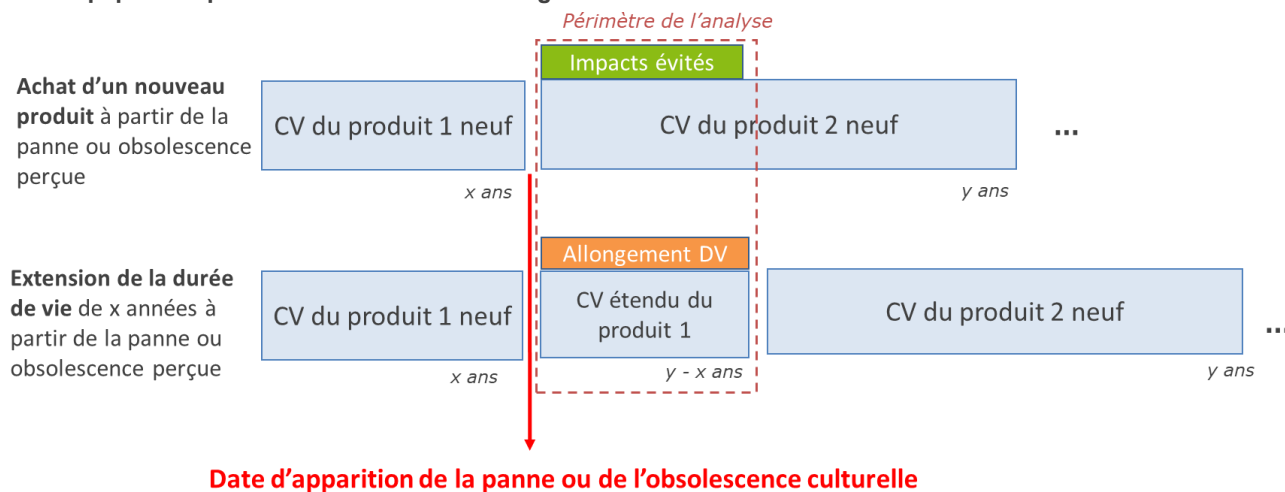 Périmètre de l’analyse
Impacts évités
Achat d’un nouveau
produit à partir de la
panne ou obsolescence
perçue
CV du produit 1 neuf
CV du produit 2 neuf
...
x ans
y ans
Allongement DV
Extension de la durée
de vie de x années à
partir de la panne ou
obsolescence perçue
CV du produit 1 neuf
CV étendu du
produit 1
CV du produit 2 neuf
...
x ans
y - x ans
y ans
Date d’apparition de la panne ou de l’obsolescence culturelle